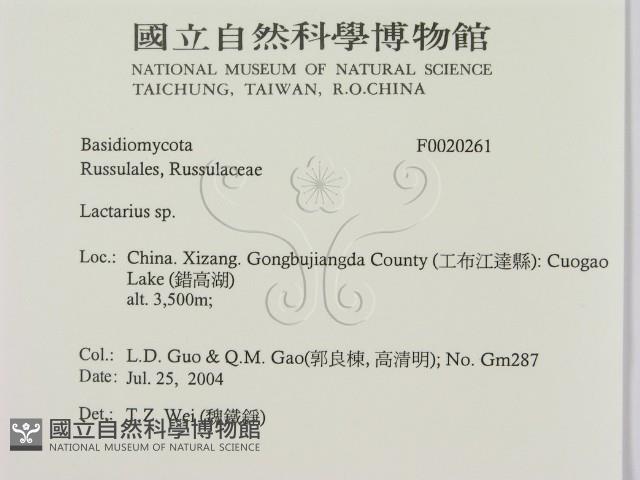 國立自然科學博物館
NATIONAL MUSEUM OF NATURAL SCIENCE
TAICHUNG, TAIWAN, R.O.CHINA
Basidiomycota F0020261
Russulales, Russulaceae
Lactarius sp.
Loc.: China. Xizang. Gongbujiangda County (工布江達縣): Cuogao
Lake (錯高湖)
alt. 3,500m;
Col.: L.D. Guo & Q.M. Gao(郭良棟, 高清明); No. Gm287
Date: Jul. 25, 2004
Det.: T.Z. Wei (魏鐵錚)
國立自然科學博物館
NATIONAL MUSEUM OF NATURAL SCIENCE